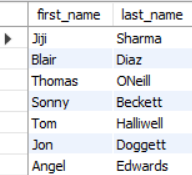 first_name last_name
Jiji Sharma
Blair Diaz
Thomas ONeill
Sonny Beckett
Tom Halliwell
Jon Doggett
Angel Edwards